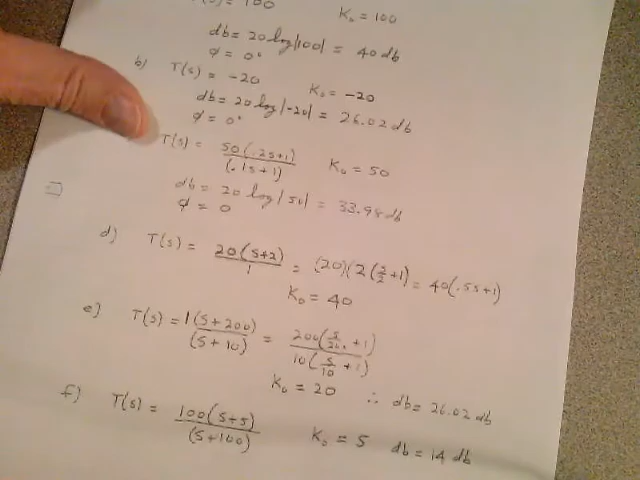 T(s) = 100 K₀ = 100
db = 20 log|100| = 40 db
φ = 0°
b) T(s) = -20 K₀ = -20
db = 20 log|-20| = 26.02 db
φ = 0°
T(s) = 50(.2s+1)/(.1s+1) K₀ = 50
db = 20 log|50| = 33.98 db
φ = 0
d) T(s) = 20(s+2)/1 = (20)(2(s/2+1) = 40(.5s+1)
K₀ = 40
e) T(s) = 1(s+200)/(s+10) = 200(s/200+1)/10(s/10+1)
K₀ = 20 ∴ db = 26.02 db
f) T(s) = 100(s+5)/(s+100) K₀ = 5 db = 14 db